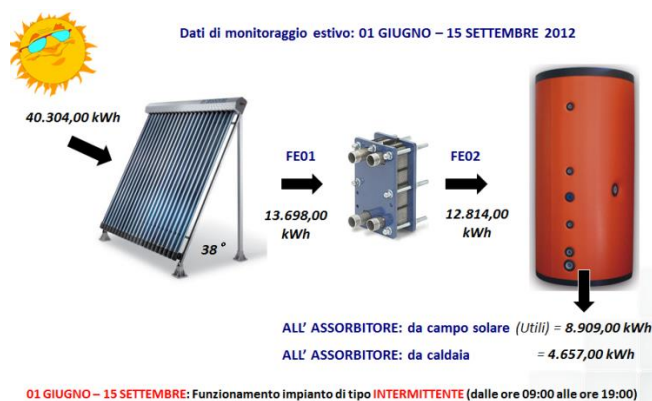 Dati di monitoraggio estivo: 01 GIUGNO – 15 SETTEMBRE 2012
40.304,00 kWh
FE01
FE02
13.698,00
kWh
12.814,00
kWh
38 °
ALL' ASSORBITORE: da campo solare (Utili) = 8.909,00 kWh
ALL' ASSORBITORE: da caldaia = 4.657,00 kWh
01 GIUGNO – 15 SETTEMBRE: Funzionamento impianto di tipo INTERMITTENTE (dalle ore 09:00 alle ore 19:00)